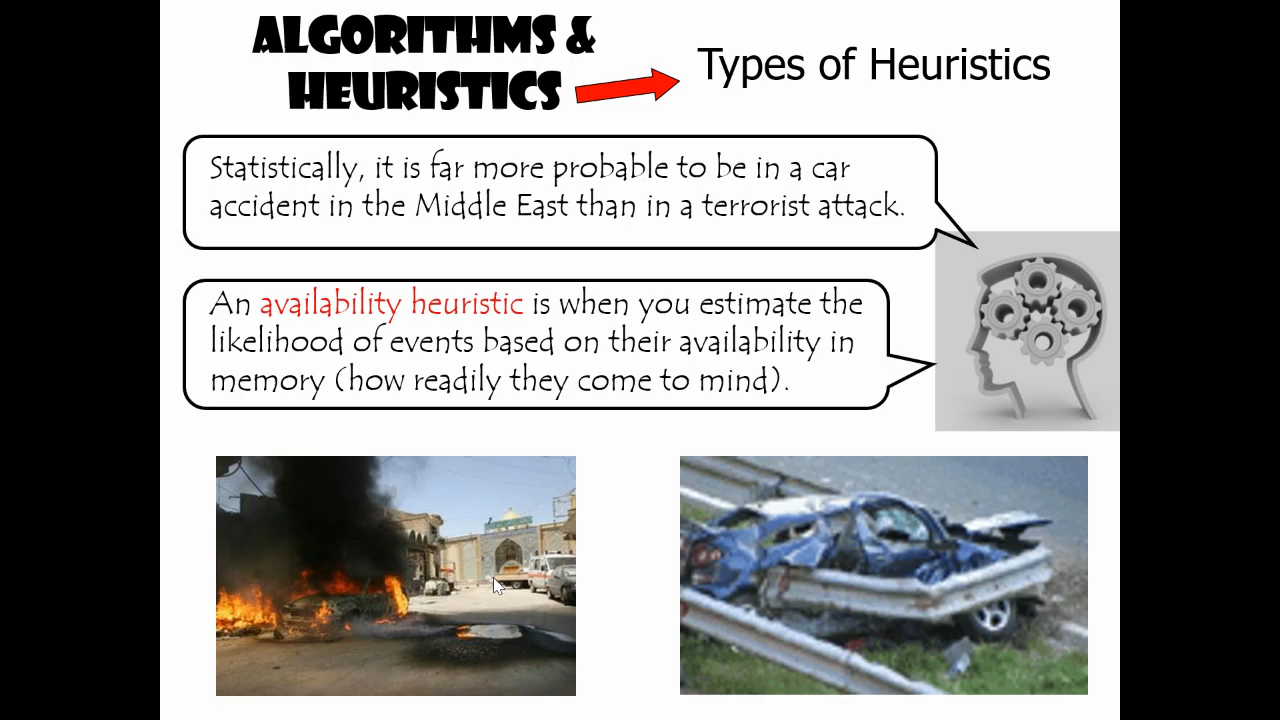 ALGORITHMS &
HEURISTICS
Types of Heuristics
Statistically, it is far more probable to be in a car
accident in the Middle East than in a terrorist attack.
An availability heuristic is when you estimate the
likelihood of events based on their availability in
memory (how readily they come to mind).